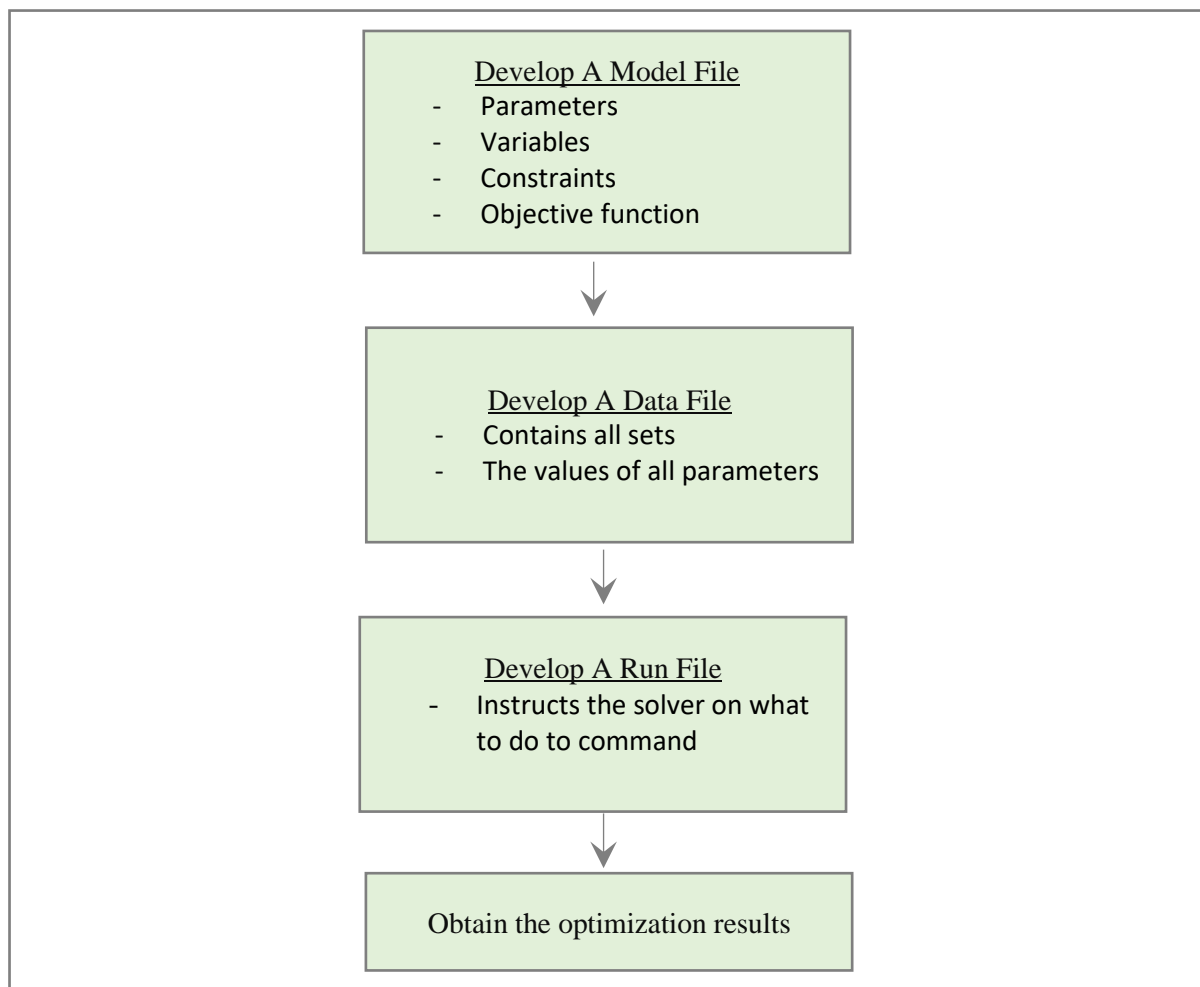 Develop A Model File
- Parameters
- Variables
- Constraints
- Objective function
Develop A Data File
- Contains all sets
- The values of all parameters
Develop A Run File
- Instructs the solver on what
to do to command
Obtain the optimization results